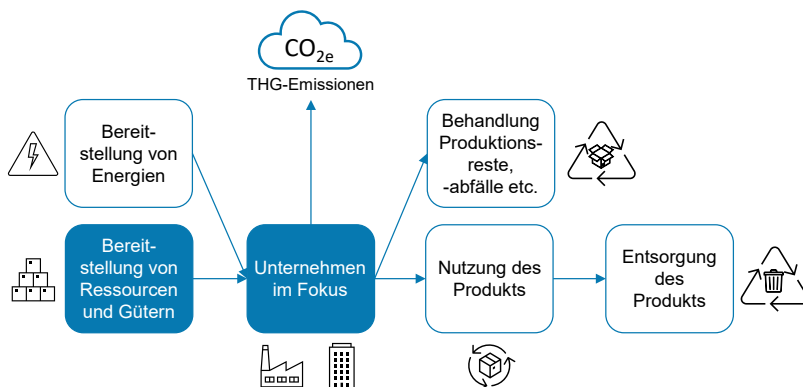 CO2e
THG-Emissionen
Bereit-
stellung von
Energien
Behandlung
Produktions-
reste,
-abfälle etc.
Bereit-
stellung von
Ressourcen
und Gütern
Unternehmen
im Fokus
Nutzung des
Produkts
Entsorgung
des
Produkts